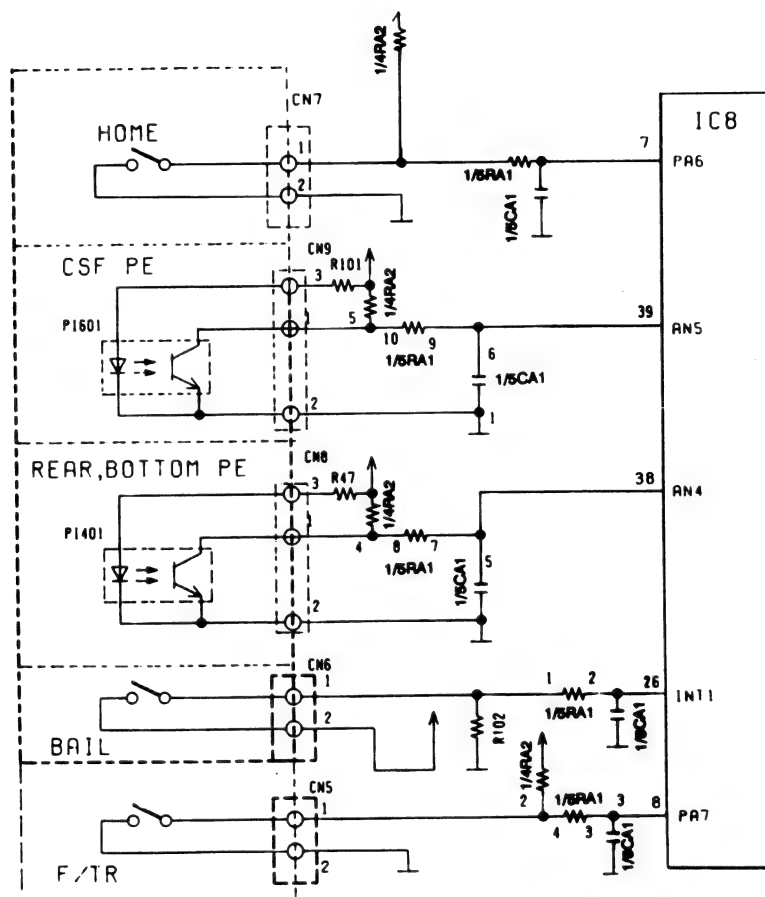 1/4RA2
CN7
IC8
HOME
1
7
PA6
2
1/5RA1
1/5CA1
CSF PE
CN9
3
R101
1/4RA2
PI601
5
10
9
1/5RA1
39
AN5
6
1/5CA1
2
1
REAR,BOTTOM PE
CN8
3
R47
1/4RA2
38
AN4
PI401
4
8
7
1/5RA1
5
1/5CA1
2
CN6
1
1
2
26
INT1
1/5RA1
2
R102
BAIL
1/4RA2
CN5
1
2
1/5RA1
3
8
PA7
4
3
2
F/TR